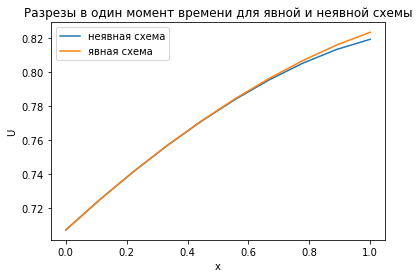 Разрезы в один момент времени для явной и неявной схемы
неявная схема
явная схема
0.82
0.80
0.78
0.76
0.74
0.72
U
0.0 0.2 0.4 0.6 0.8 1.0
x